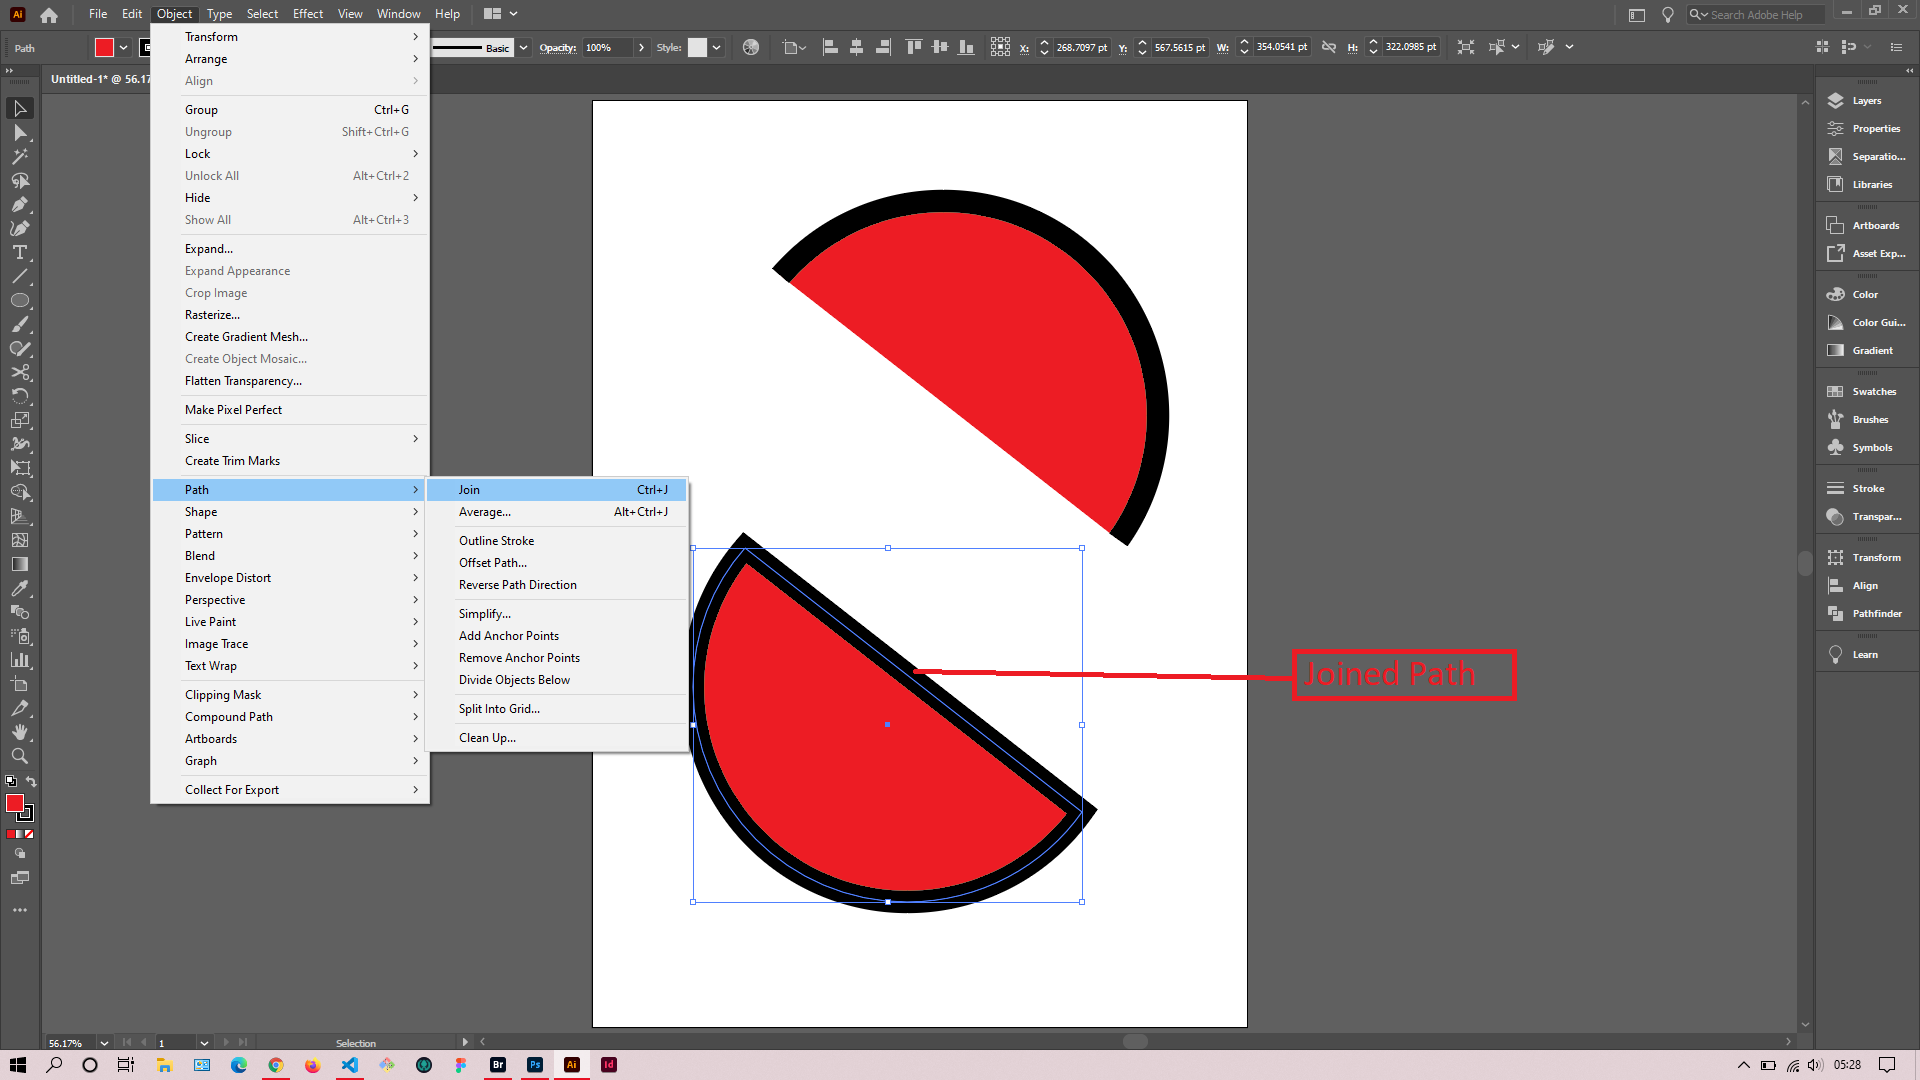 Ai File Edit Object Type Select Effect View Window Help Search Adobe Help
Path Basic Opacity: 100% Style: X: 268.7097 pt Y: 567.5615 pt W: 354.0541 pt H: 322.0985 pt
Untitled-1* @ 56.17
Transform
Arrange
Align
Group Ctrl+G
Ungroup Shift+Ctrl+G
Lock
Unlock All Alt+Ctrl+2
Hide
Show All Alt+Ctrl+3
Expand...
Expand Appearance
Crop Image
Rasterize...
Create Gradient Mesh...
Create Object Mosaic...
Flatten Transparency...
Make Pixel Perfect
Slice
Create Trim Marks
Path
Shape
Pattern
Blend
Envelope Distort
Perspective
Live Paint
Image Trace
Text Wrap
Clipping Mask
Compound Path
Artboards
Graph
Collect For Export
Join Ctrl+J
Average... Alt+Ctrl+J
Outline Stroke
Offset Path...
Reverse Path Direction
Simplify...
Add Anchor Points
Remove Anchor Points
Divide Objects Below
Split Into Grid...
Clean Up...
Joined Path
Layers
Properties
Separatio...
Libraries
Artboards
Asset Exp...
Color
Color Gui...
Gradient
Swatches
Brushes
Symbols
Stroke
Transpar...
Transform
Align
Pathfinder
Learn
56.17% 1 Selection
Br Ps Ai Id 05:28